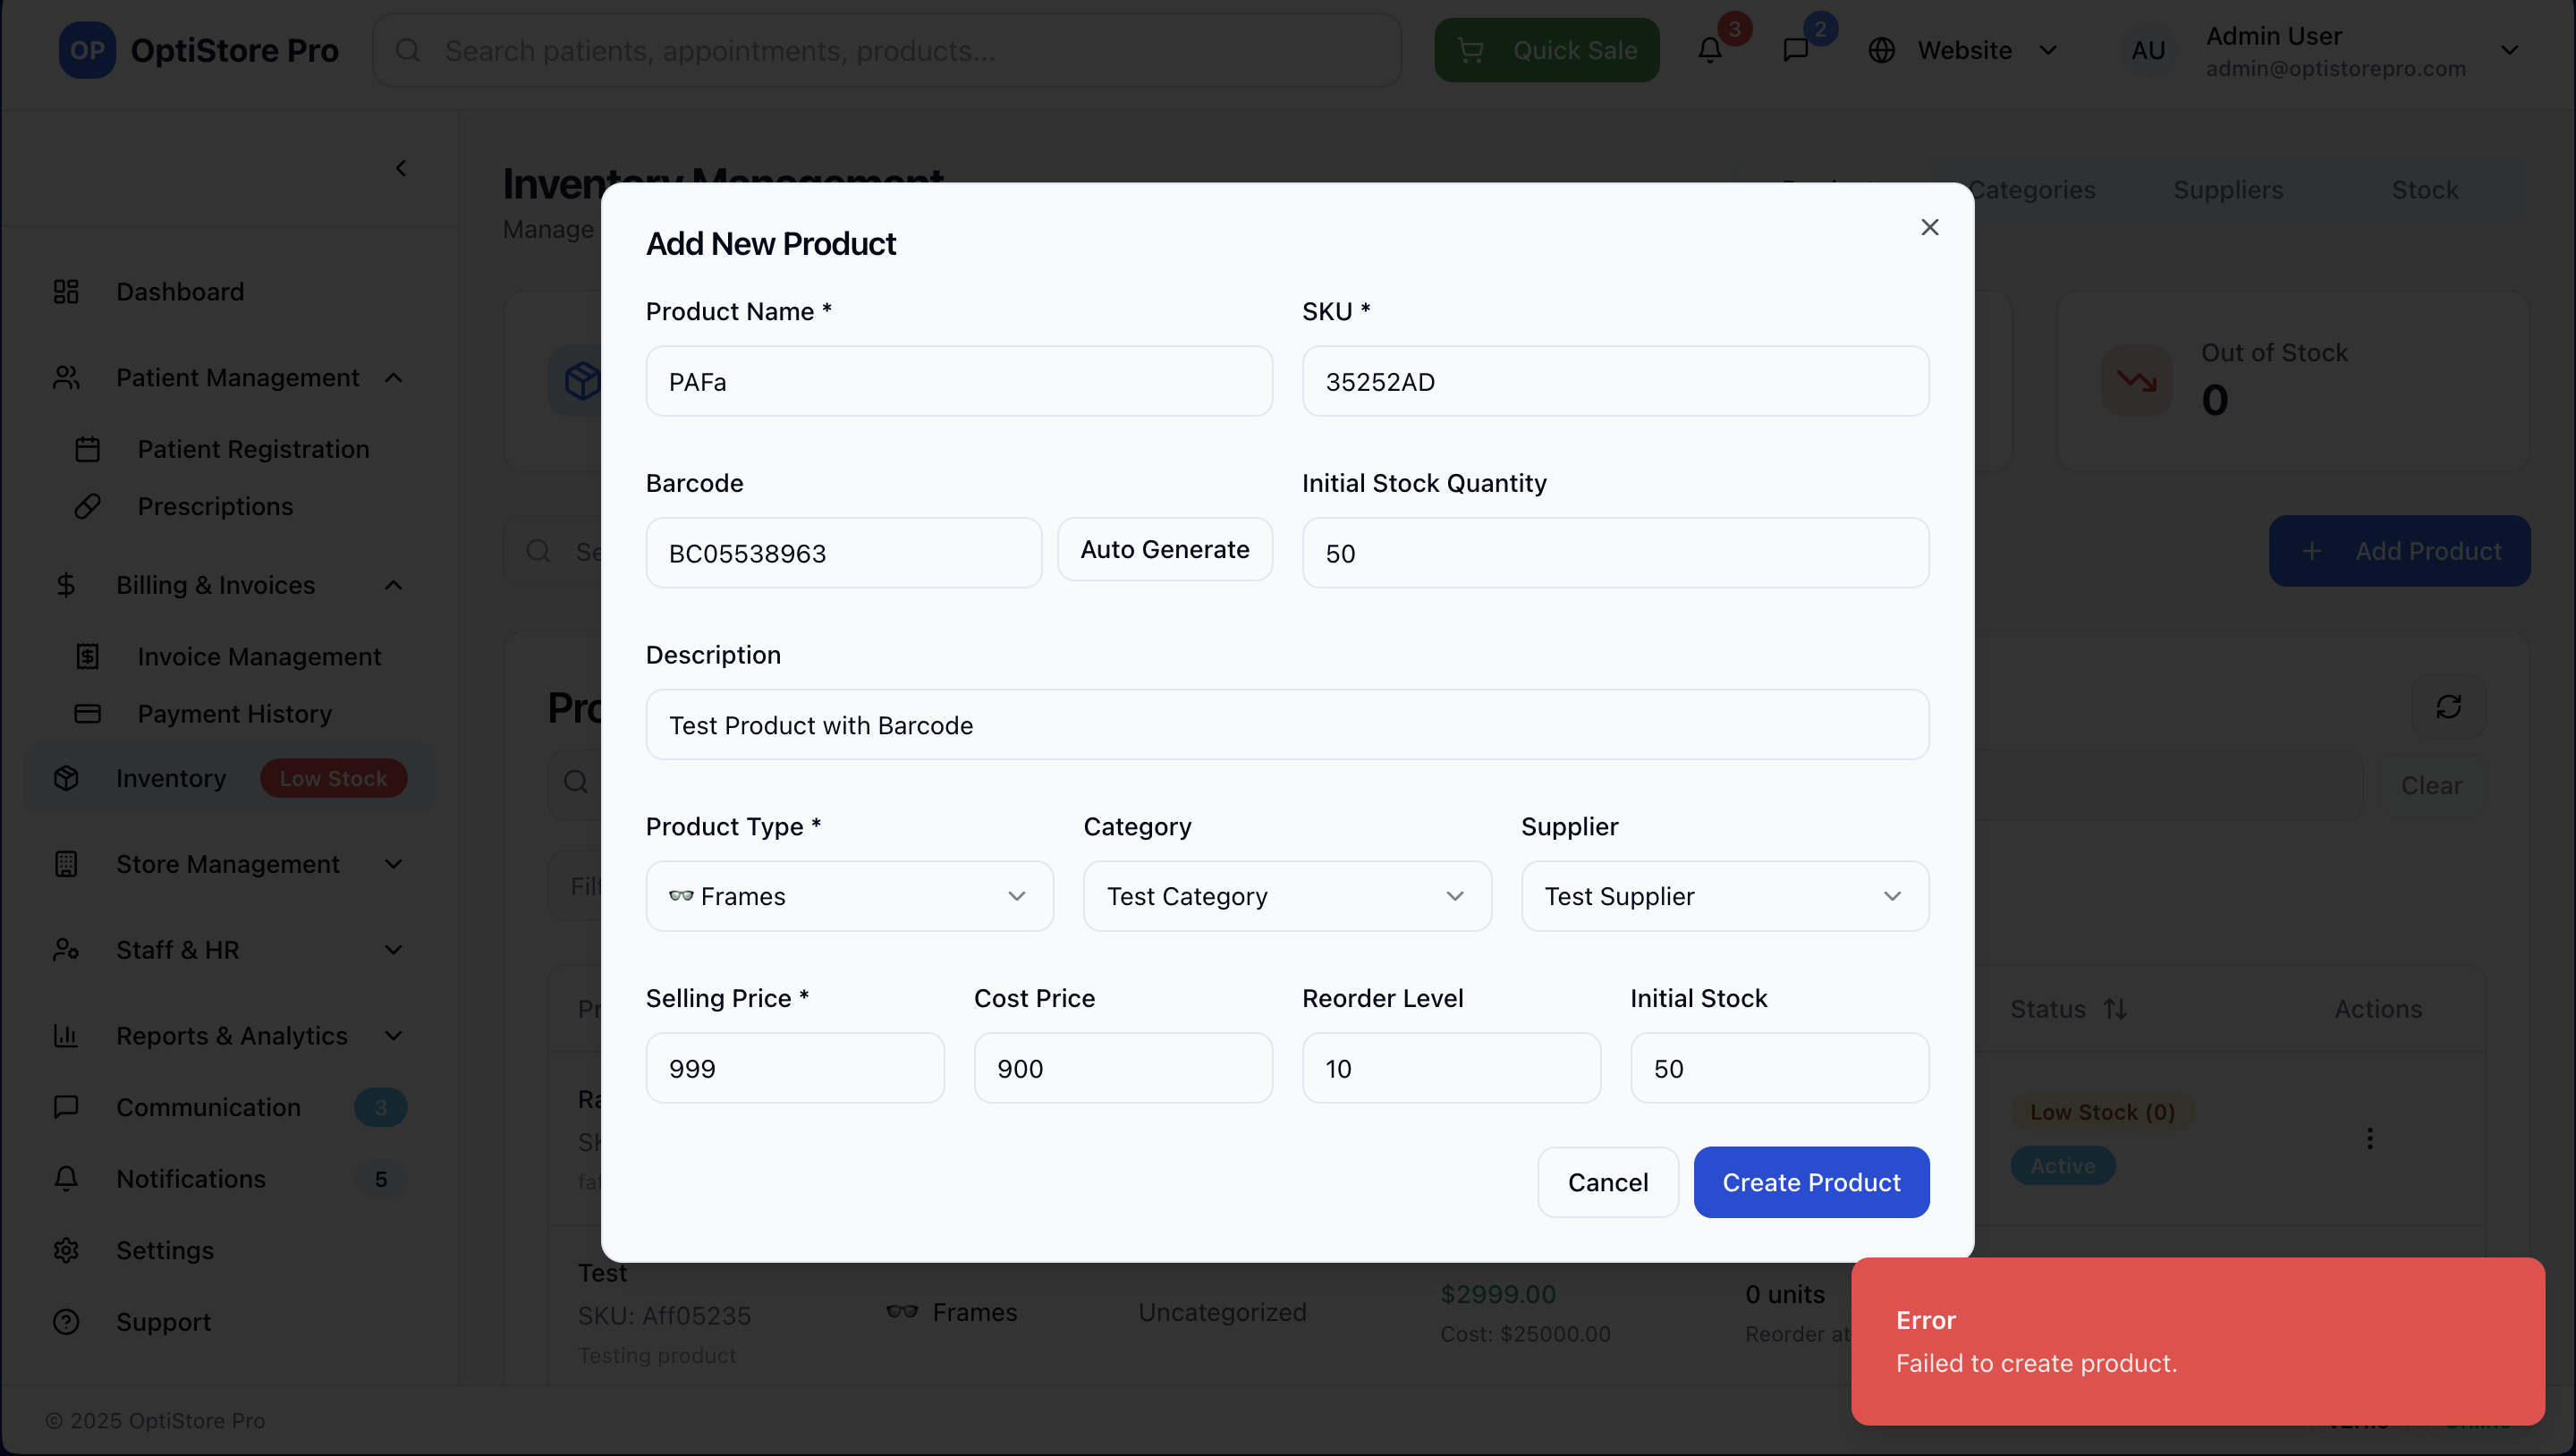 OP OptiStore Pro
Search patients, appointments, products...
Quick Sale
3
2
Website
AU
Admin User
admin@optistorepro.com
Inventory Management
Manage
Categories
Suppliers
Stock
Dashboard
Patient Management
Patient Registration
Prescriptions
Billing & Invoices
Invoice Management
Payment History
Inventory
Low Stock
Store Management
Staff & HR
Reports & Analytics
Communication
3
Notifications
5
Settings
Support
Out of Stock
0
Add Product
Clear
Status
Actions
Low Stock (0)
Active
Add New Product
Product Name *
SKU *
PAFa
35252AD
Barcode
Initial Stock Quantity
BC05538963
Auto Generate
50
Description
Test Product with Barcode
Product Type *
Category
Supplier
Frames
Test Category
Test Supplier
Selling Price *
Cost Price
Reorder Level
Initial Stock
999
900
10
50
Cancel
Create Product
Test
SKU: Aff05235
Testing product
Frames
Uncategorized
$2999.00
Cost: $25000.00
0 units
Reorder at
Error
Failed to create product.
© 2025 OptiStore Pro